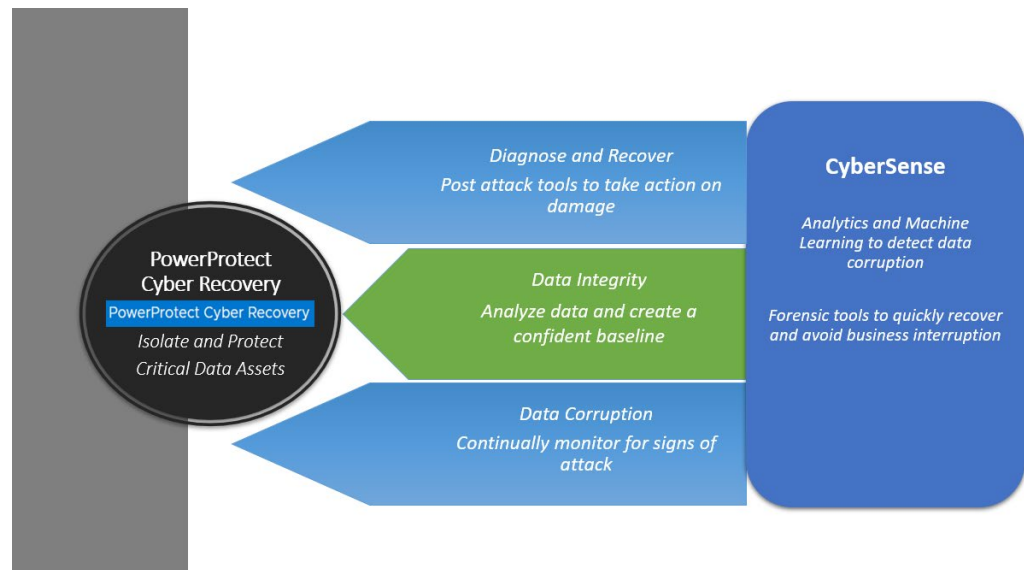 PowerProtect
Cyber Recovery
PowerProtect Cyber Recovery
Isolate and Protect
Critical Data Assets
Diagnose and Recover
Post attack tools to take action on
damage
Data Integrity
Analyze data and create a
confident baseline
Data Corruption
Continually monitor for signs of
attack
CyberSense
Analytics and Machine
Learning to detect data
corruption
Forensic tools to quickly recover
and avoid business interruption